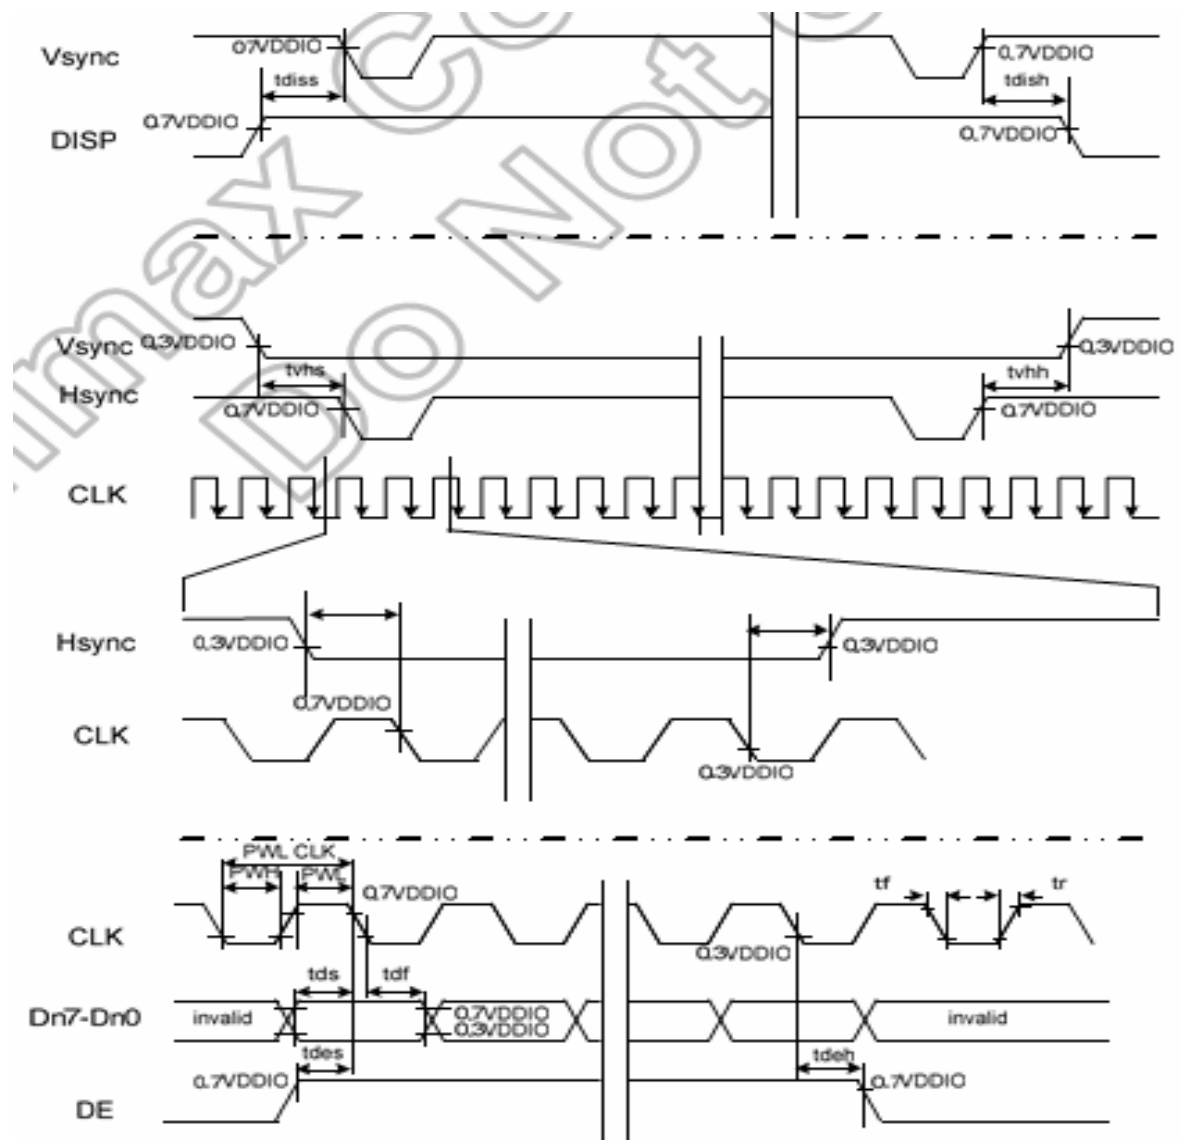 Vsync
0.7VDDIO
0.7VDDIO
tdiss
tdish
0.7VDDIO
0.7VDDIO
DISP
Vsync
0.3VDDIO
0.3VDDIO
tvhs
tvhh
Hsync
0.7VDDIO
0.7VDDIO
CLK
Hsync
0.3VDDIO
0.3VDDIO
0.7VDDIO
CLK
0.3VDDIO
PWL CLK
PWH
PWL
0.7VDDIO
tf
tr
CLK
0.3VDDIO
tds
tdf
Dn7-Dn0
invalid
0.7VDDIO
0.3VDDIO
invalid
tdes
tdeh
0.7VDDIO
0.7VDDIO
DE
Do Not